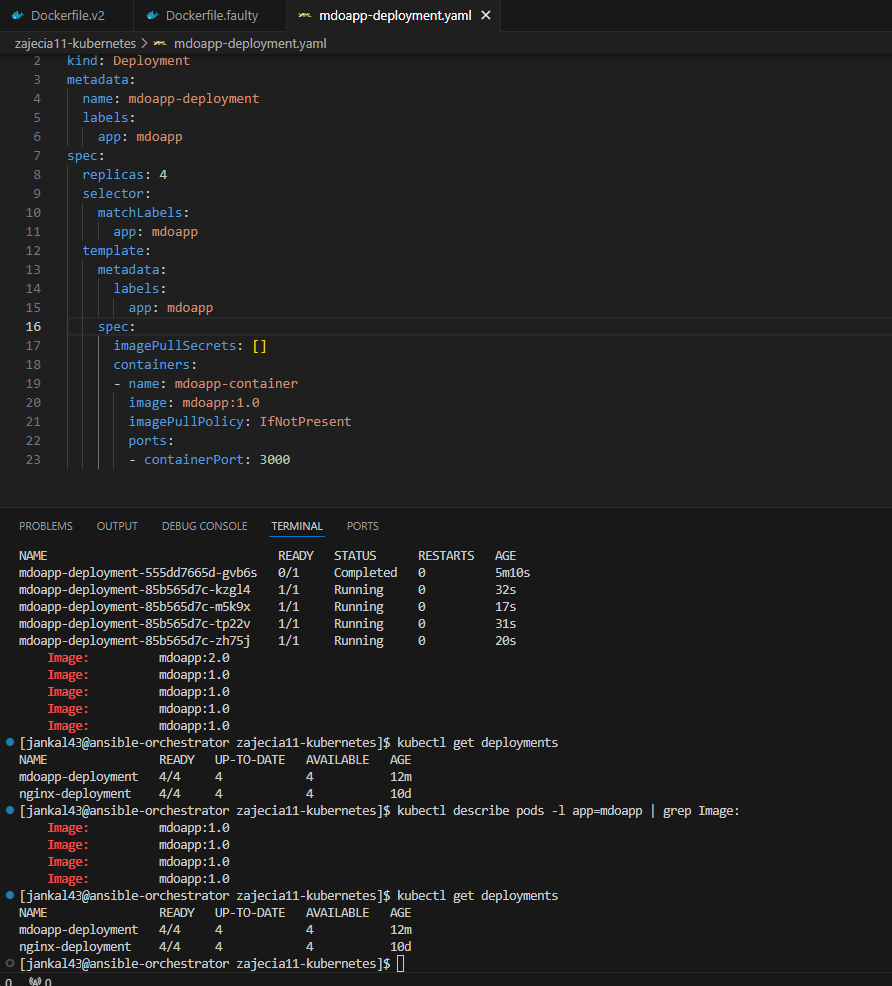 Dockerfile.v2 Dockerfile.faulty mdoapp-deployment.yaml
zajecia11-kubernetes > mdoapp-deployment.yaml
2 kind: Deployment
3 metadata:
4   name: mdoapp-deployment
5   labels:
6     app: mdoapp
7 spec:
8   replicas: 4
9   selector:
10     matchLabels:
11       app: mdoapp
12   template:
13     metadata:
14       labels:
15         app: mdoapp
16     spec:
17       imagePullSecrets: []
18       containers:
19       - name: mdoapp-container
20         image: mdoapp:1.0
21         imagePullPolicy: IfNotPresent
22         ports:
23         - containerPort: 3000
PROBLEMS OUTPUT DEBUG CONSOLE TERMINAL PORTS
NAME READY STATUS RESTARTS AGE
mdoapp-deployment-555dd7665d-gvb6s 0/1 Completed 0 5m10s
mdoapp-deployment-85b565d7c-kzgl4 1/1 Running 0 32s
mdoapp-deployment-85b565d7c-m5k9x 1/1 Running 0 17s
mdoapp-deployment-85b565d7c-tp22v 1/1 Running 0 31s
mdoapp-deployment-85b565d7c-zh75j 1/1 Running 0 20s
Image: mdoapp:2.0
Image: mdoapp:1.0
Image: mdoapp:1.0
Image: mdoapp:1.0
Image: mdoapp:1.0
[jankal43@ansible-orchestrator zajecia11-kubernetes]$ kubectl get deployments
NAME READY UP-TO-DATE AVAILABLE AGE
mdoapp-deployment 4/4 4 4 12m
nginx-deployment 4/4 4 4 10d
[jankal43@ansible-orchestrator zajecia11-kubernetes]$ kubectl describe pods -l app=mdoapp | grep Image:
Image: mdoapp:1.0
Image: mdoapp:1.0
Image: mdoapp:1.0
Image: mdoapp:1.0
[jankal43@ansible-orchestrator zajecia11-kubernetes]$ kubectl get deployments
NAME READY UP-TO-DATE AVAILABLE AGE
mdoapp-deployment 4/4 4 4 12m
nginx-deployment 4/4 4 4 10d
[jankal43@ansible-orchestrator zajecia11-kubernetes]$
0 0